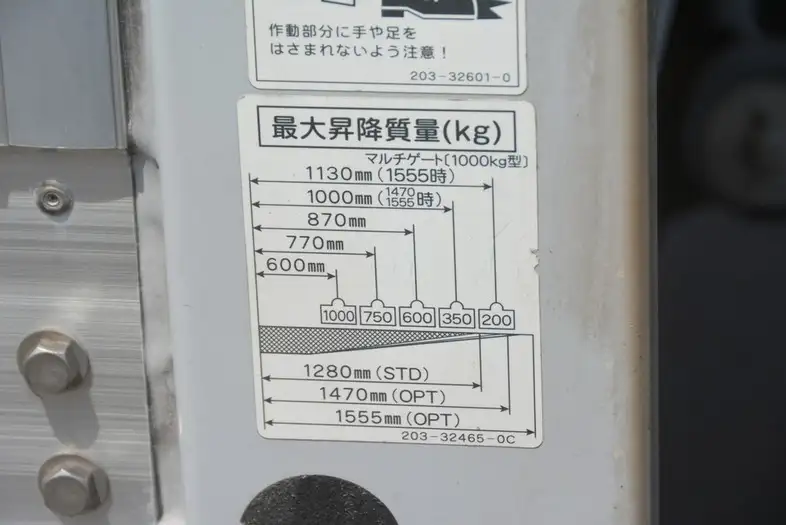 作動部分に手や足を
はさまれないよう注意！
203-32601-0
最大昇降質量(kg)
マルチゲート〔1000kg型〕
1130mm(1555時)
1000mm(1470 1555時)
870mm
770mm
600mm
1000 750 600 350 200
1280mm(STD)
1470mm(OPT)
1555mm(OPT)
203-32465-0C